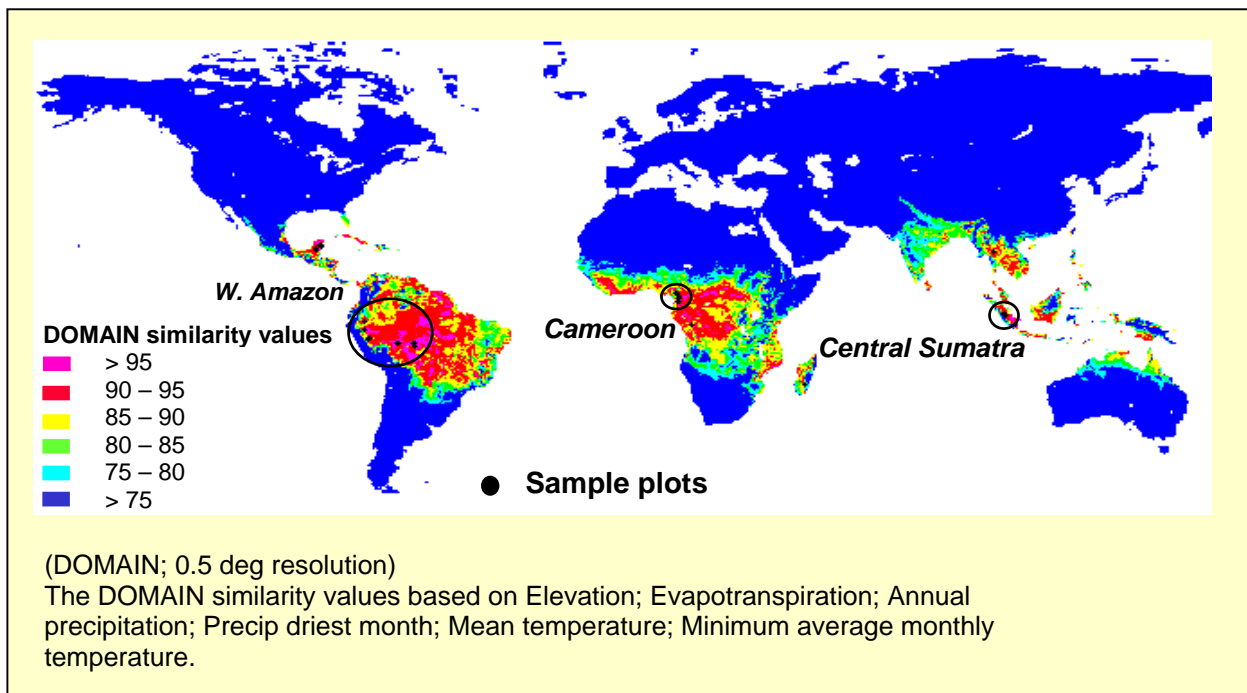 W. Amazon
Cameroon
Central Sumatra
DOMAIN similarity values
> 95
90 – 95
85 – 90
80 – 85
75 – 80
> 75
Sample plots
(DOMAIN; 0.5 deg resolution)
The DOMAIN similarity values based on Elevation; Evapotranspiration; Annual
precipitation; Precip driest month; Mean temperature; Minimum average monthly
temperature.